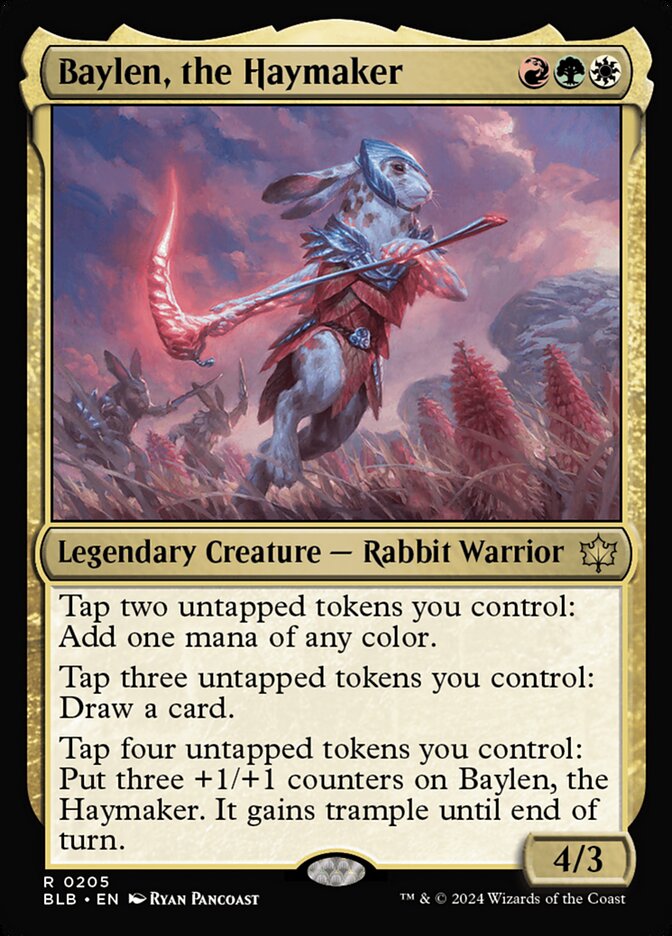 Baylen, the Haymaker
Legendary Creature — Rabbit Warrior
Tap two untapped tokens you control:
Add one mana of any color.
Tap three untapped tokens you control:
Draw a card.
Tap four untapped tokens you control:
Put three +1/+1 counters on Baylen, the
Haymaker. It gains trample until end of
turn.
4/3
R 0205
BLB • EN Ryan Pancoast
™ & © 2024 Wizards of the Coast